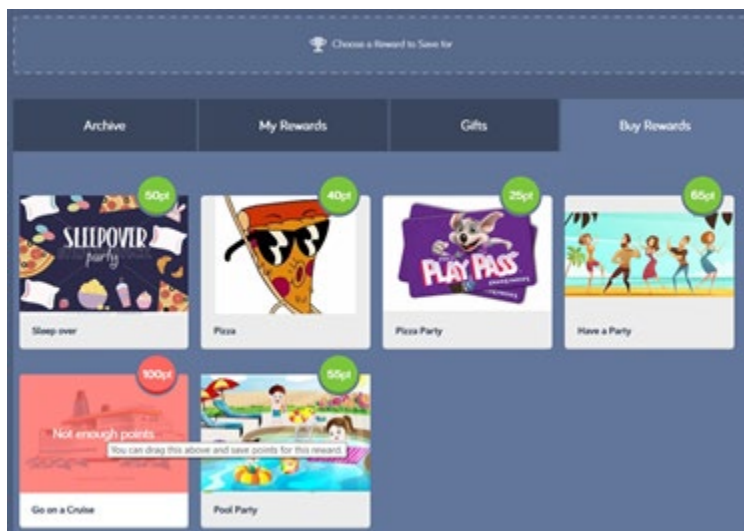 Choose a Reward to Save for
Archive
My Rewards
Gifts
Buy Rewards
50pt
40pt
25pt
65pt
SLEEPOVER
party
PLAY PASS
Sleep over
Pizza
Pizza Party
Have a Party
100pt
55pt
Not enough points
You can drag this above and save points for this reward.
Go on a Cruise
Pool Party